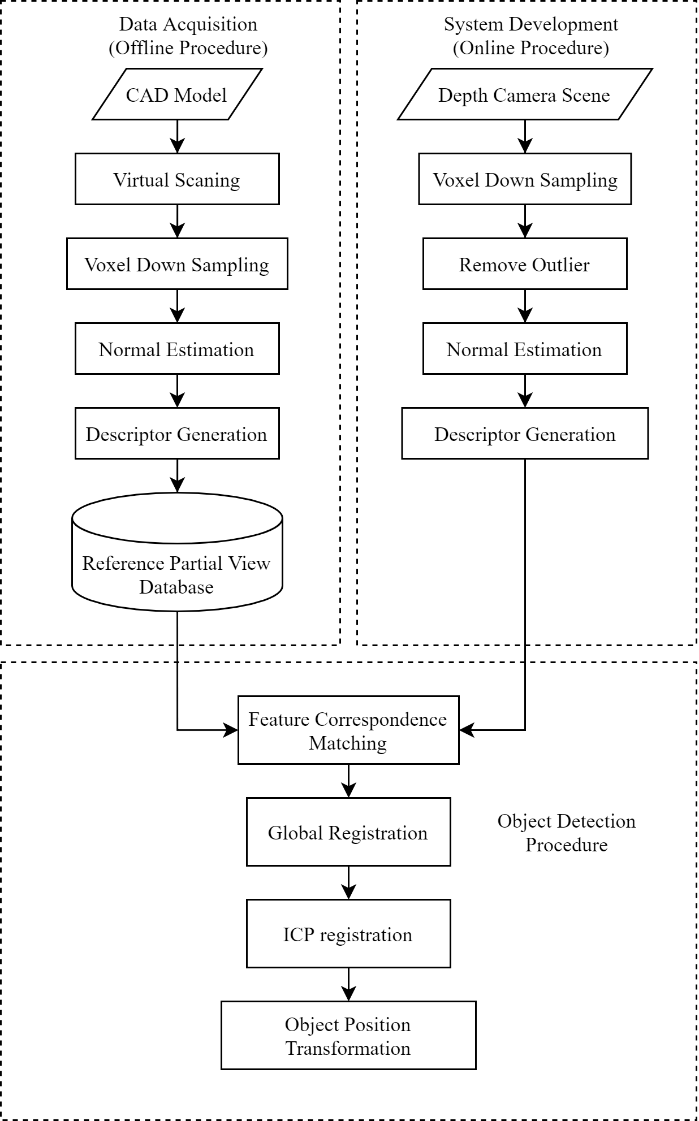 Data Acquisition
(Offline Procedure)
CAD Model
Virtual Scaning
Voxel Down Sampling
Normal Estimation
Descriptor Generation
Reference Partial View
Database
System Development
(Online Procedure)
Depth Camera Scene
Voxel Down Sampling
Remove Outlier
Normal Estimation
Descriptor Generation
Feature Correspondence
Matching
Global Registration
ICP registration
Object Position
Transformation
Object Detection
Procedure